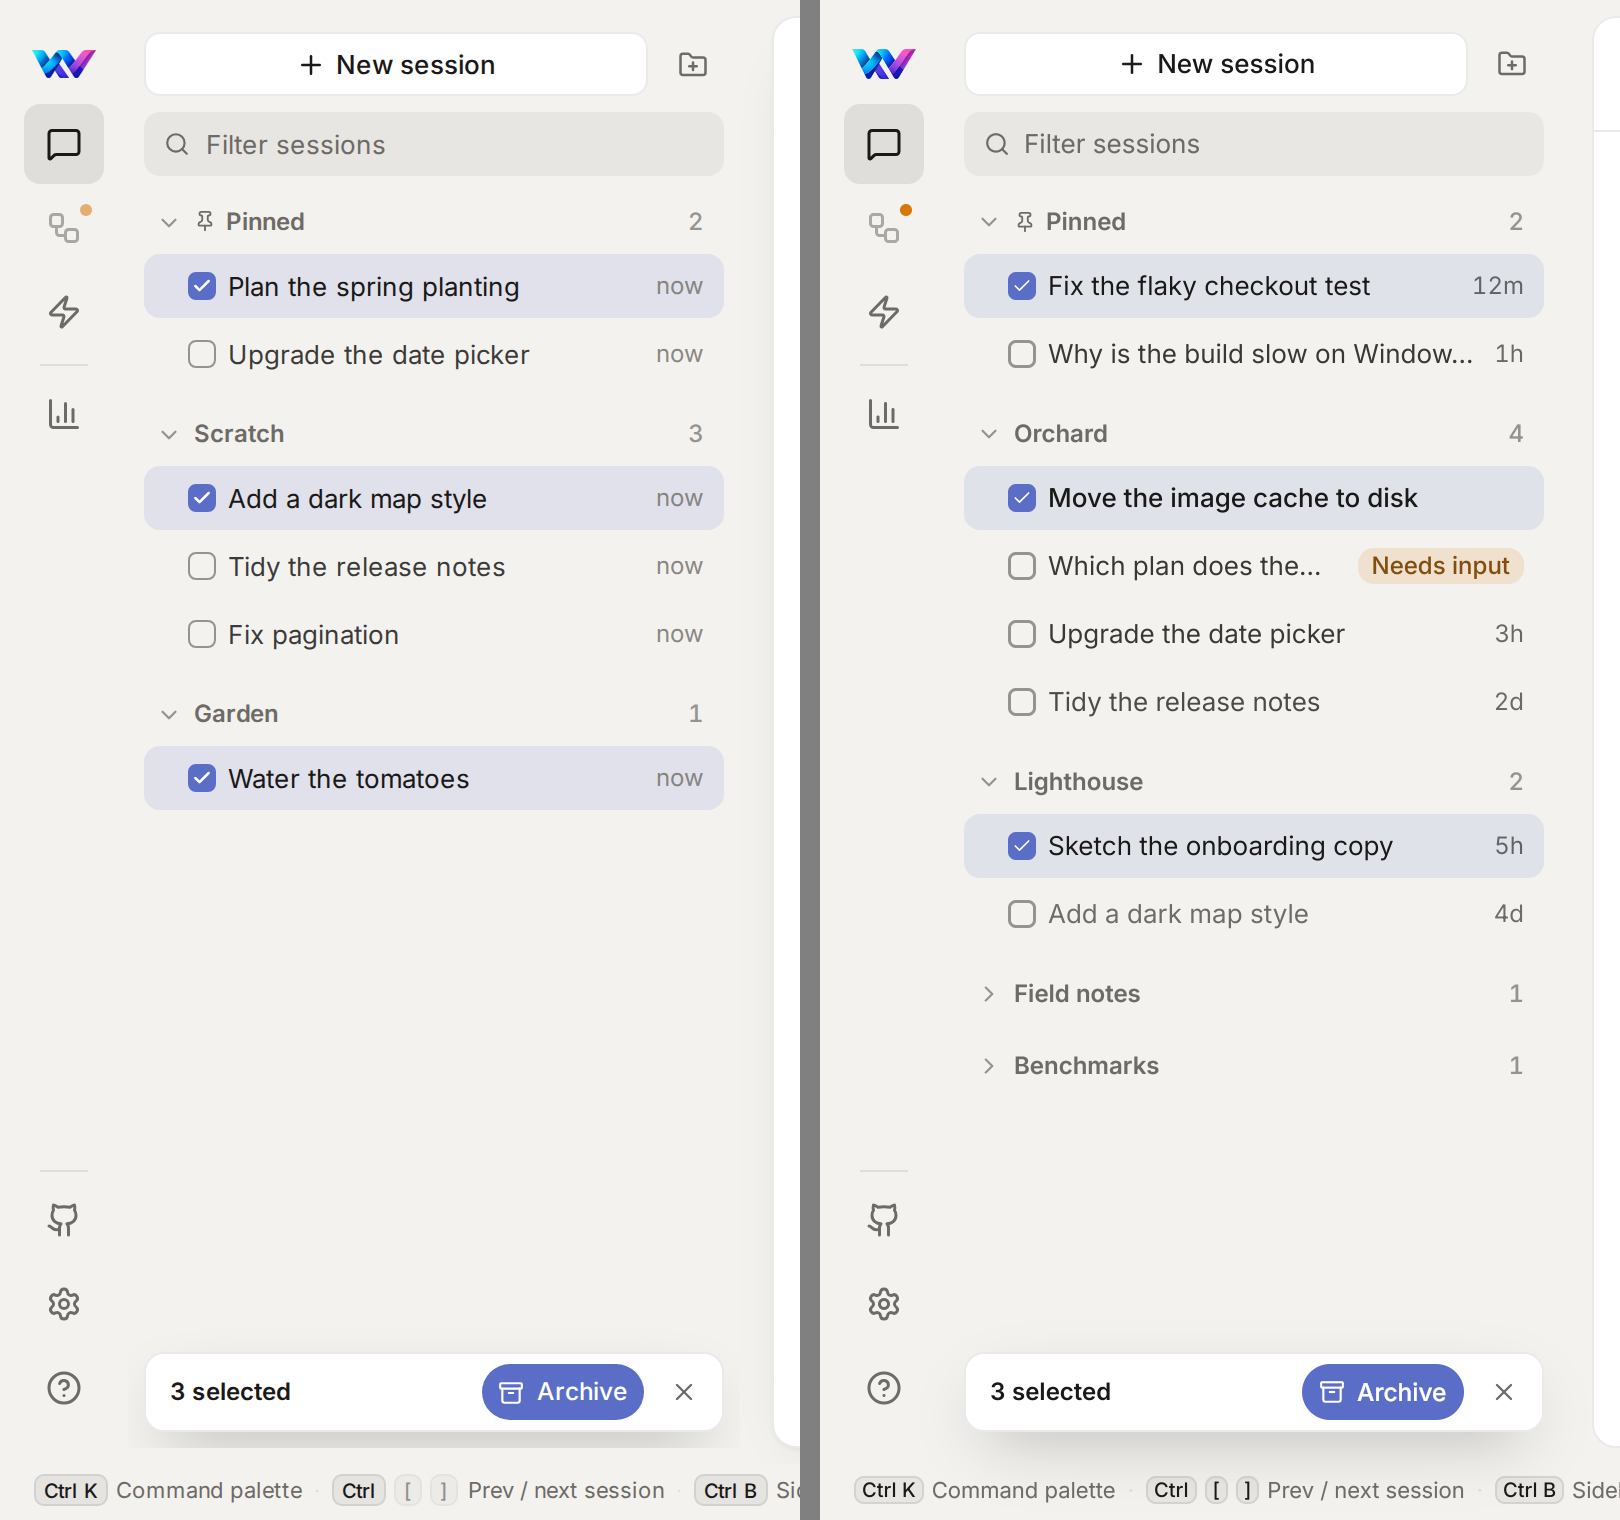 New session
Filter sessions
Pinned 2
Plan the spring planting now
Upgrade the date picker now
Scratch 3
Add a dark map style now
Tidy the release notes now
Fix pagination now
Garden 1
Water the tomatoes now
3 selected Archive
Ctrl K Command palette · Ctrl [ ] Prev / next session · Ctrl B Sid
New session
Filter sessions
Pinned 2
Fix the flaky checkout test 12m
Why is the build slow on Window... 1h
Orchard 4
Move the image cache to disk
Which plan does the... Needs input
Upgrade the date picker 3h
Tidy the release notes 2d
Lighthouse 2
Sketch the onboarding copy 5h
Add a dark map style 4d
Field notes 1
Benchmarks 1
3 selected Archive
Ctrl K Command palette · Ctrl [ ] Prev / next session · Ctrl B Side